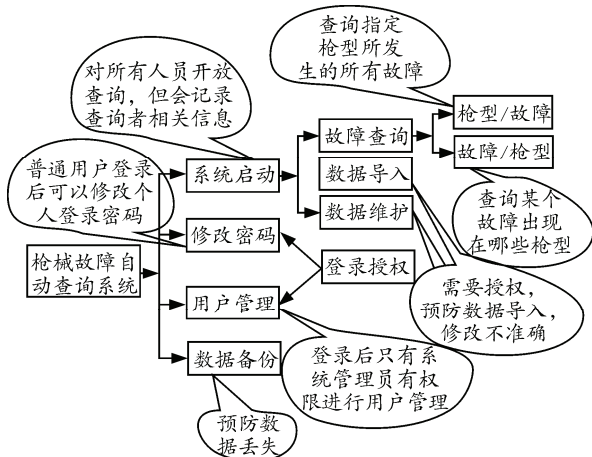 查询指定
枪型所发
生的所有故障
对所有人员开放
查询，但会记录
查询者相关信息
枪型/故障
故障查询
故障/枪型
普通用户登录
后可以修改个
人登录密码
系统启动
数据导入
数据维护
查询某个
故障出现
在哪些枪型
修改密码
枪械故障自
动查询系统
登录授权
需要授权，
预防数据导入，
修改不准确
用户管理
数据备份
登录后只有系
统管理员有权
限进行用户管理
预防数
据丢失